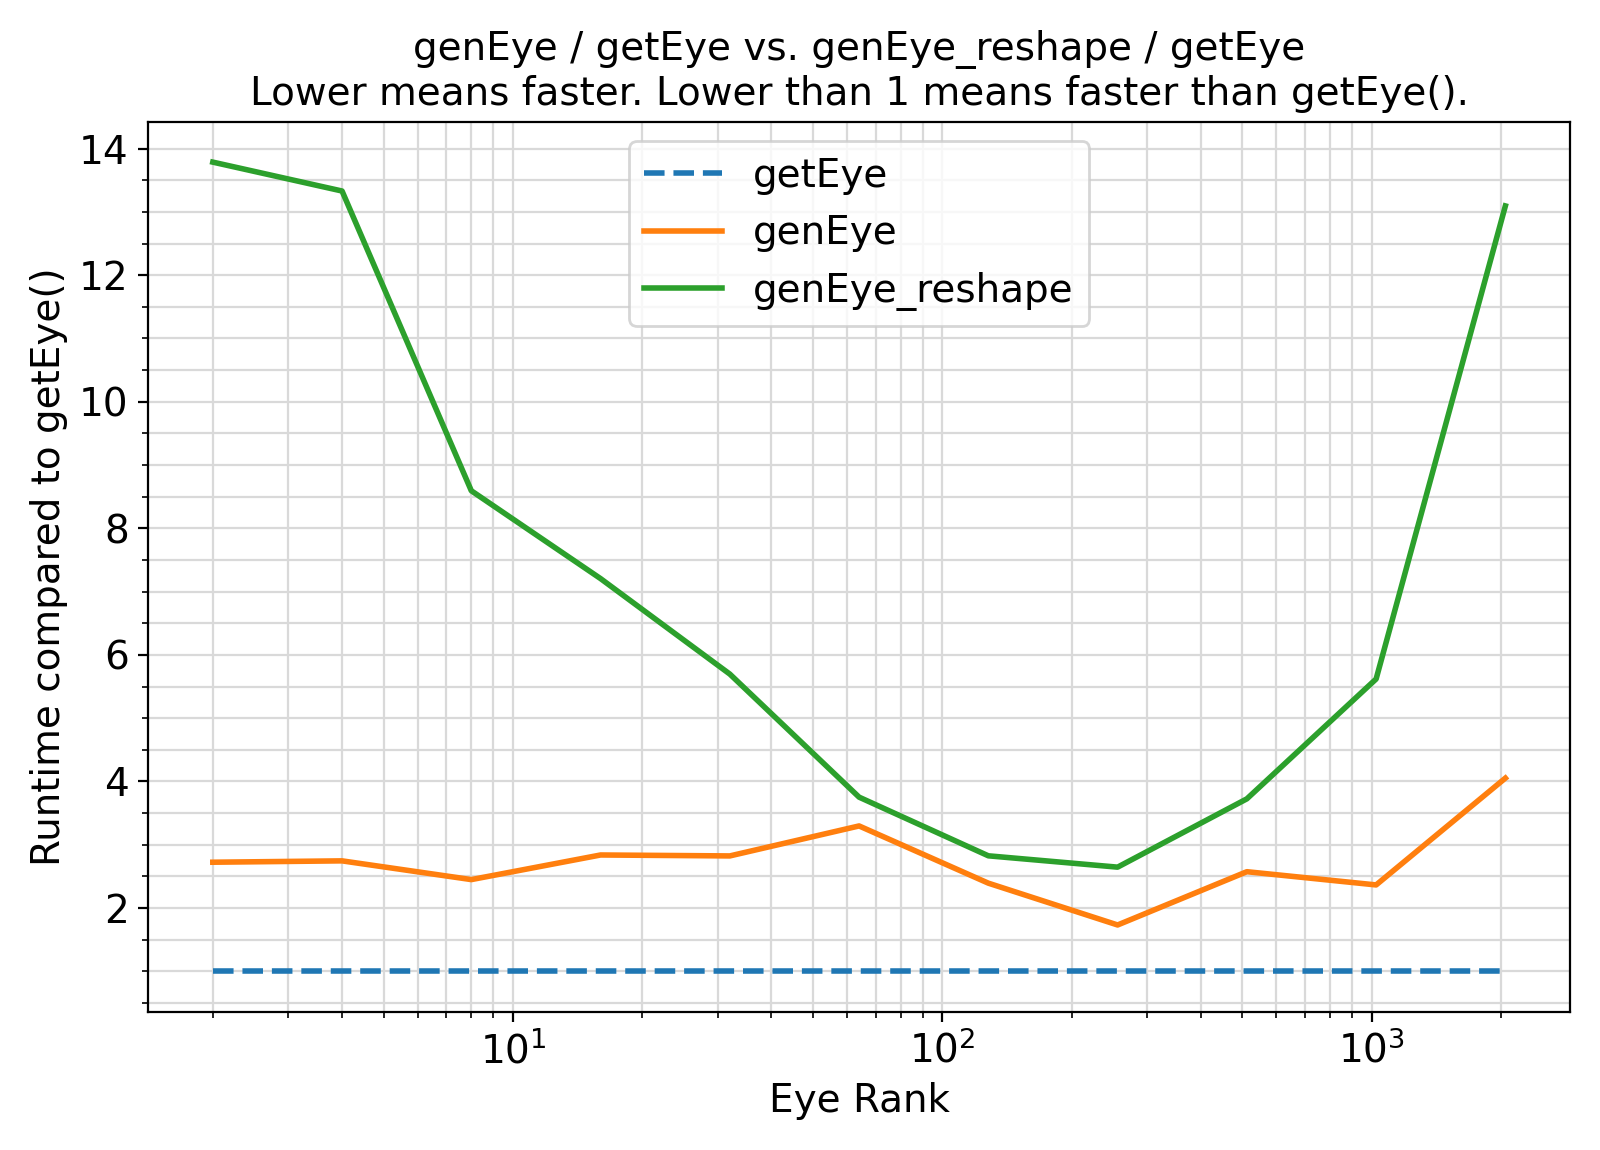 genEye / getEye vs. genEye_reshape / getEye
Lower means faster. Lower than 1 means faster than getEye().
getEye
genEye
genEye_reshape
Runtime compared to getEye()
14
12
10
8
6
4
2
10¹
10²
10³
Eye Rank